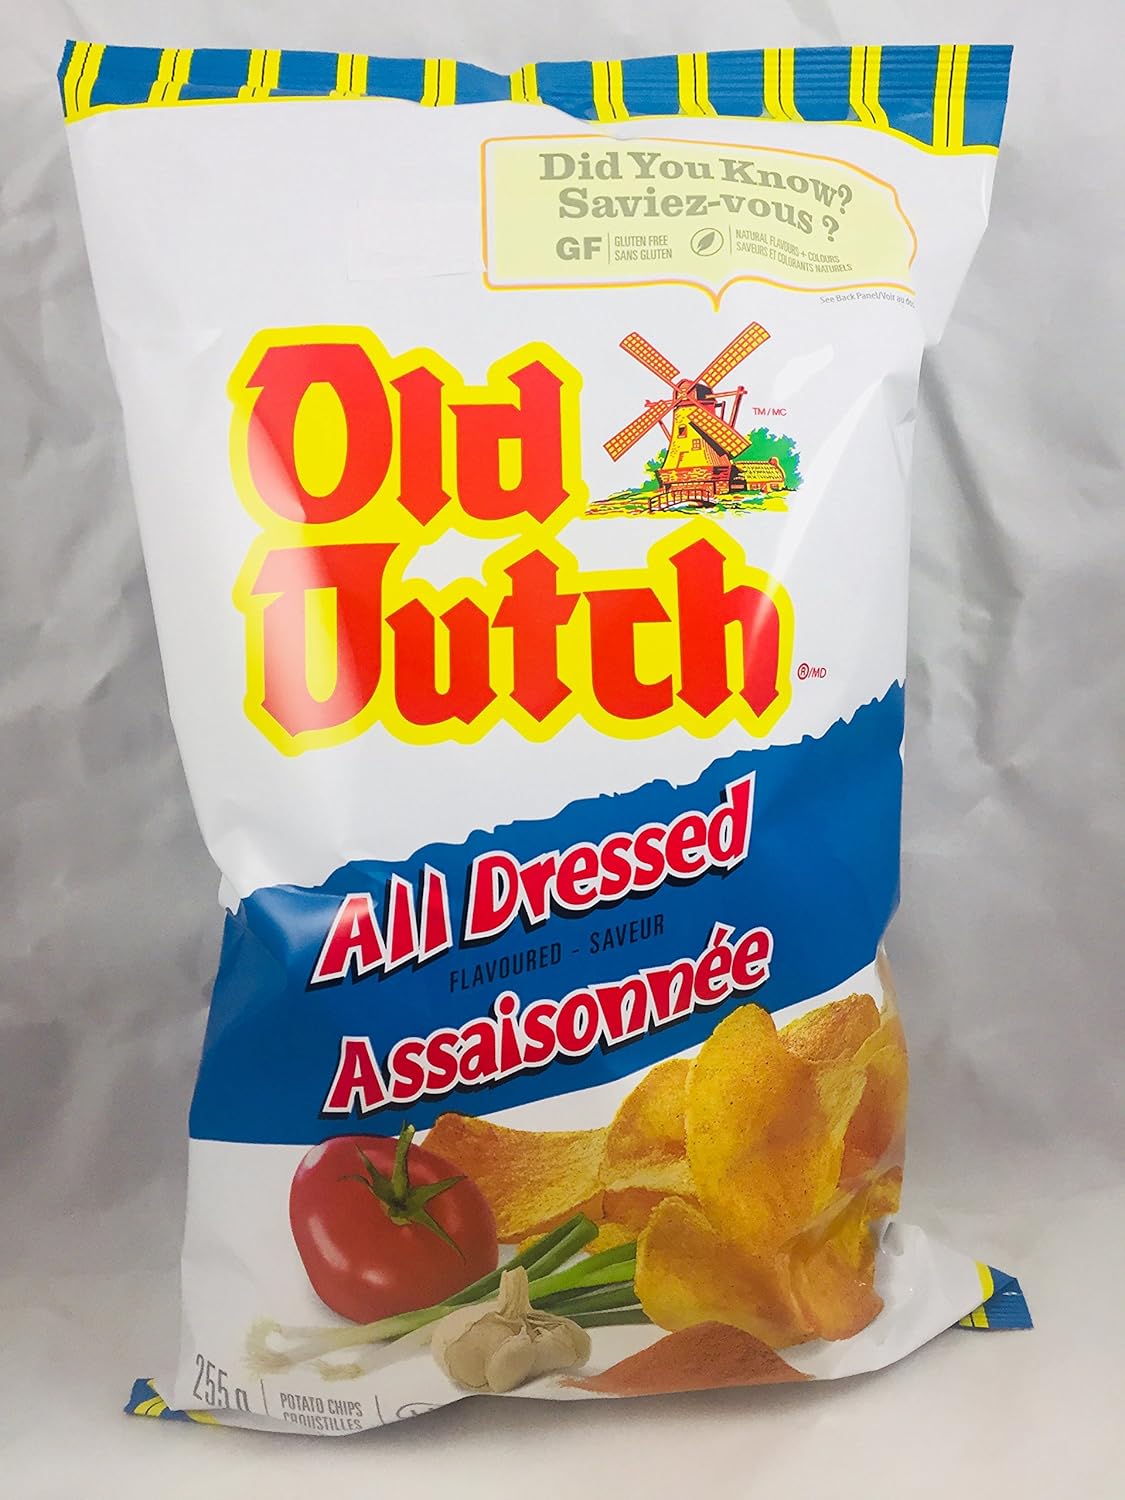 Did You Know?
Saviez-vous ?
GF
GLUTEN FREE
SANS GLUTEN
NATURAL FLAVOURS + COLOURS
SAVEURS ET COLORANTS NATURELS
See Back Panel/Voir au
Old
TM / MC
Dutch
®/MD
All Dressed
FLAVOURED - SAVEUR
Assaisonnée
255 g
POTATO CHIPS
CROUSTILLES